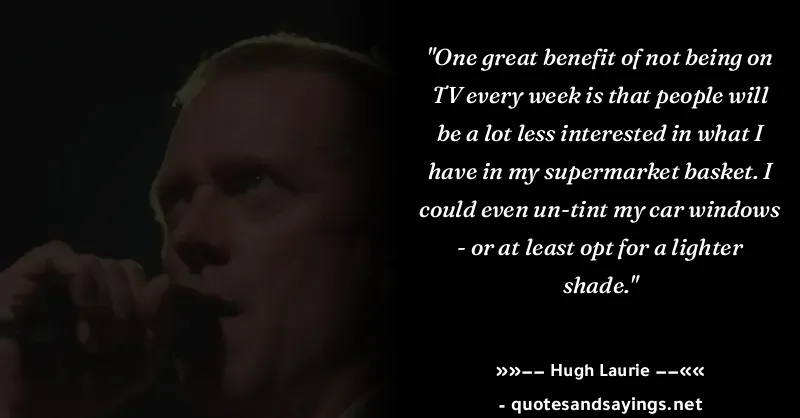 "One great benefit of not being on
TV every week is that people will
be a lot less interested in what I
have in my supermarket basket. I
could even un-tint my car windows
- or at least opt for a lighter
shade."
»»–– Hugh Laurie ––««
- quotesandsayings.net